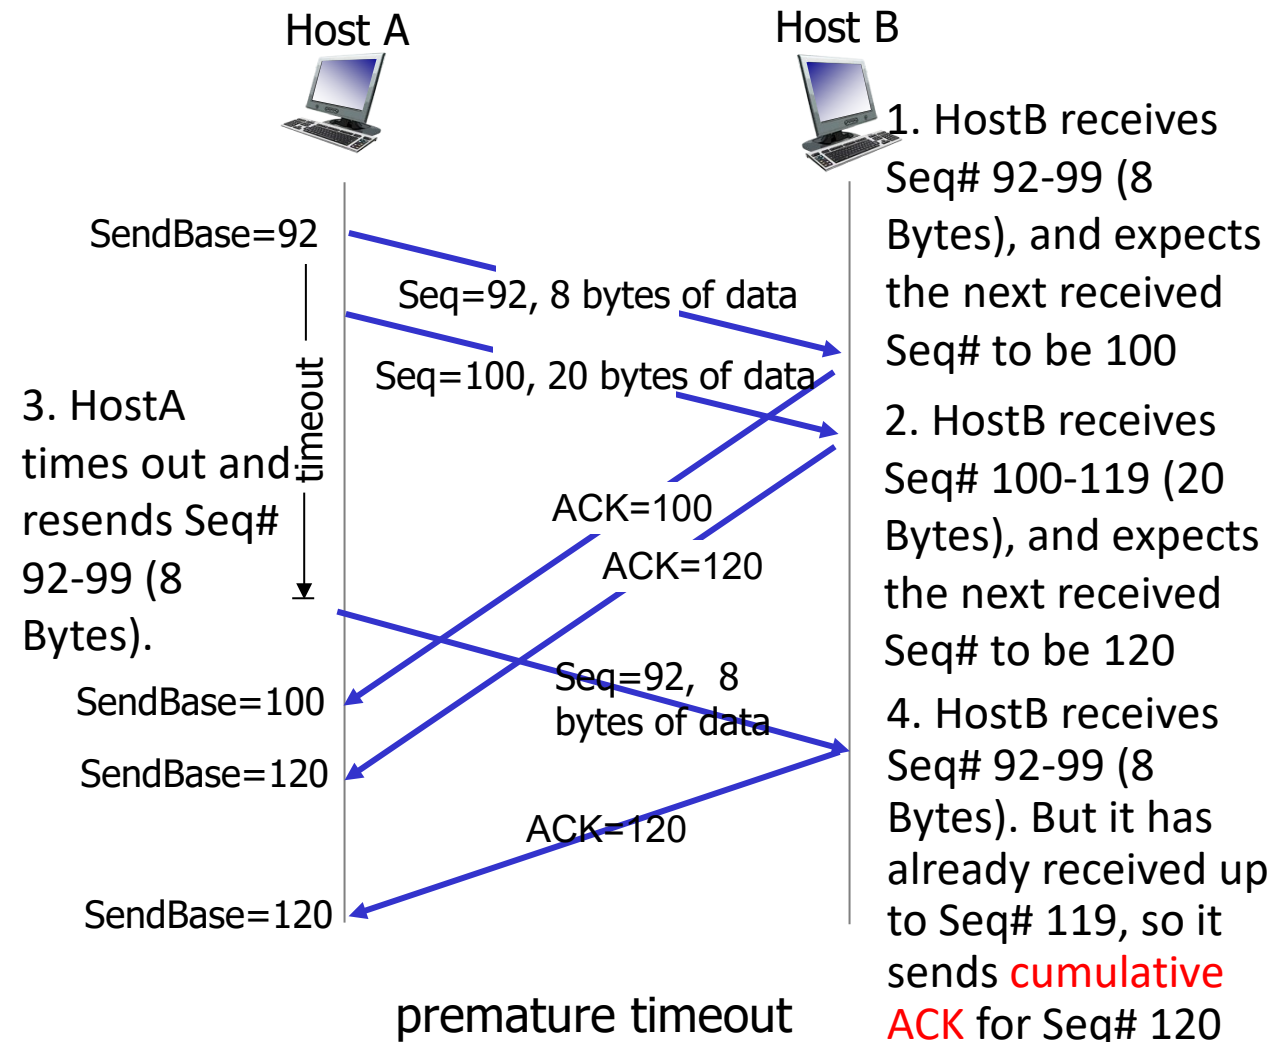 Host A
Host B
1. HostB receives
Seq# 92-99 (8
Bytes), and expects
the next received
Seq# to be 100
SendBase=92
Seq=92, 8 bytes of data
Seq=100, 20 bytes of data
timeout
3. HostA
times out and
resends Seq#
92-99 (8
Bytes).
2. HostB receives
Seq# 100-119 (20
Bytes), and expects
the next received
Seq# to be 120
ACK=100
ACK=120
Seq=92, 8
bytes of data
SendBase=100
SendBase=120
4. HostB receives
Seq# 92-99 (8
Bytes). But it has
already received up
to Seq# 119, so it
sends cumulative
ACK for Seq# 120
ACK=120
SendBase=120
premature timeout